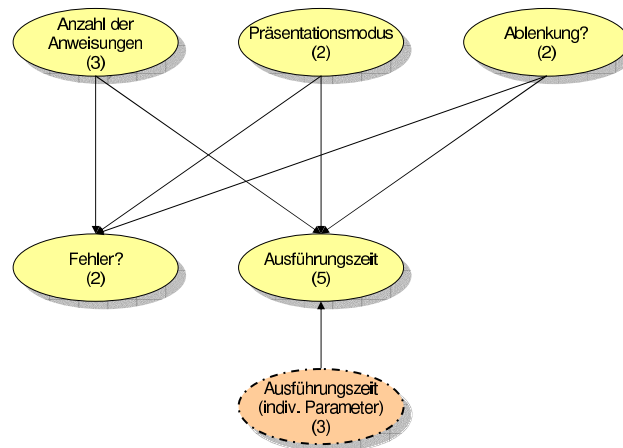 Anzahl der
Anweisungen
(3)
Präsentationsmodus
(2)
Ablenkung?
(2)
Fehler?
(2)
Ausführungszeit
(5)
Ausführungszeit
(indiv. Parameter)
(3)